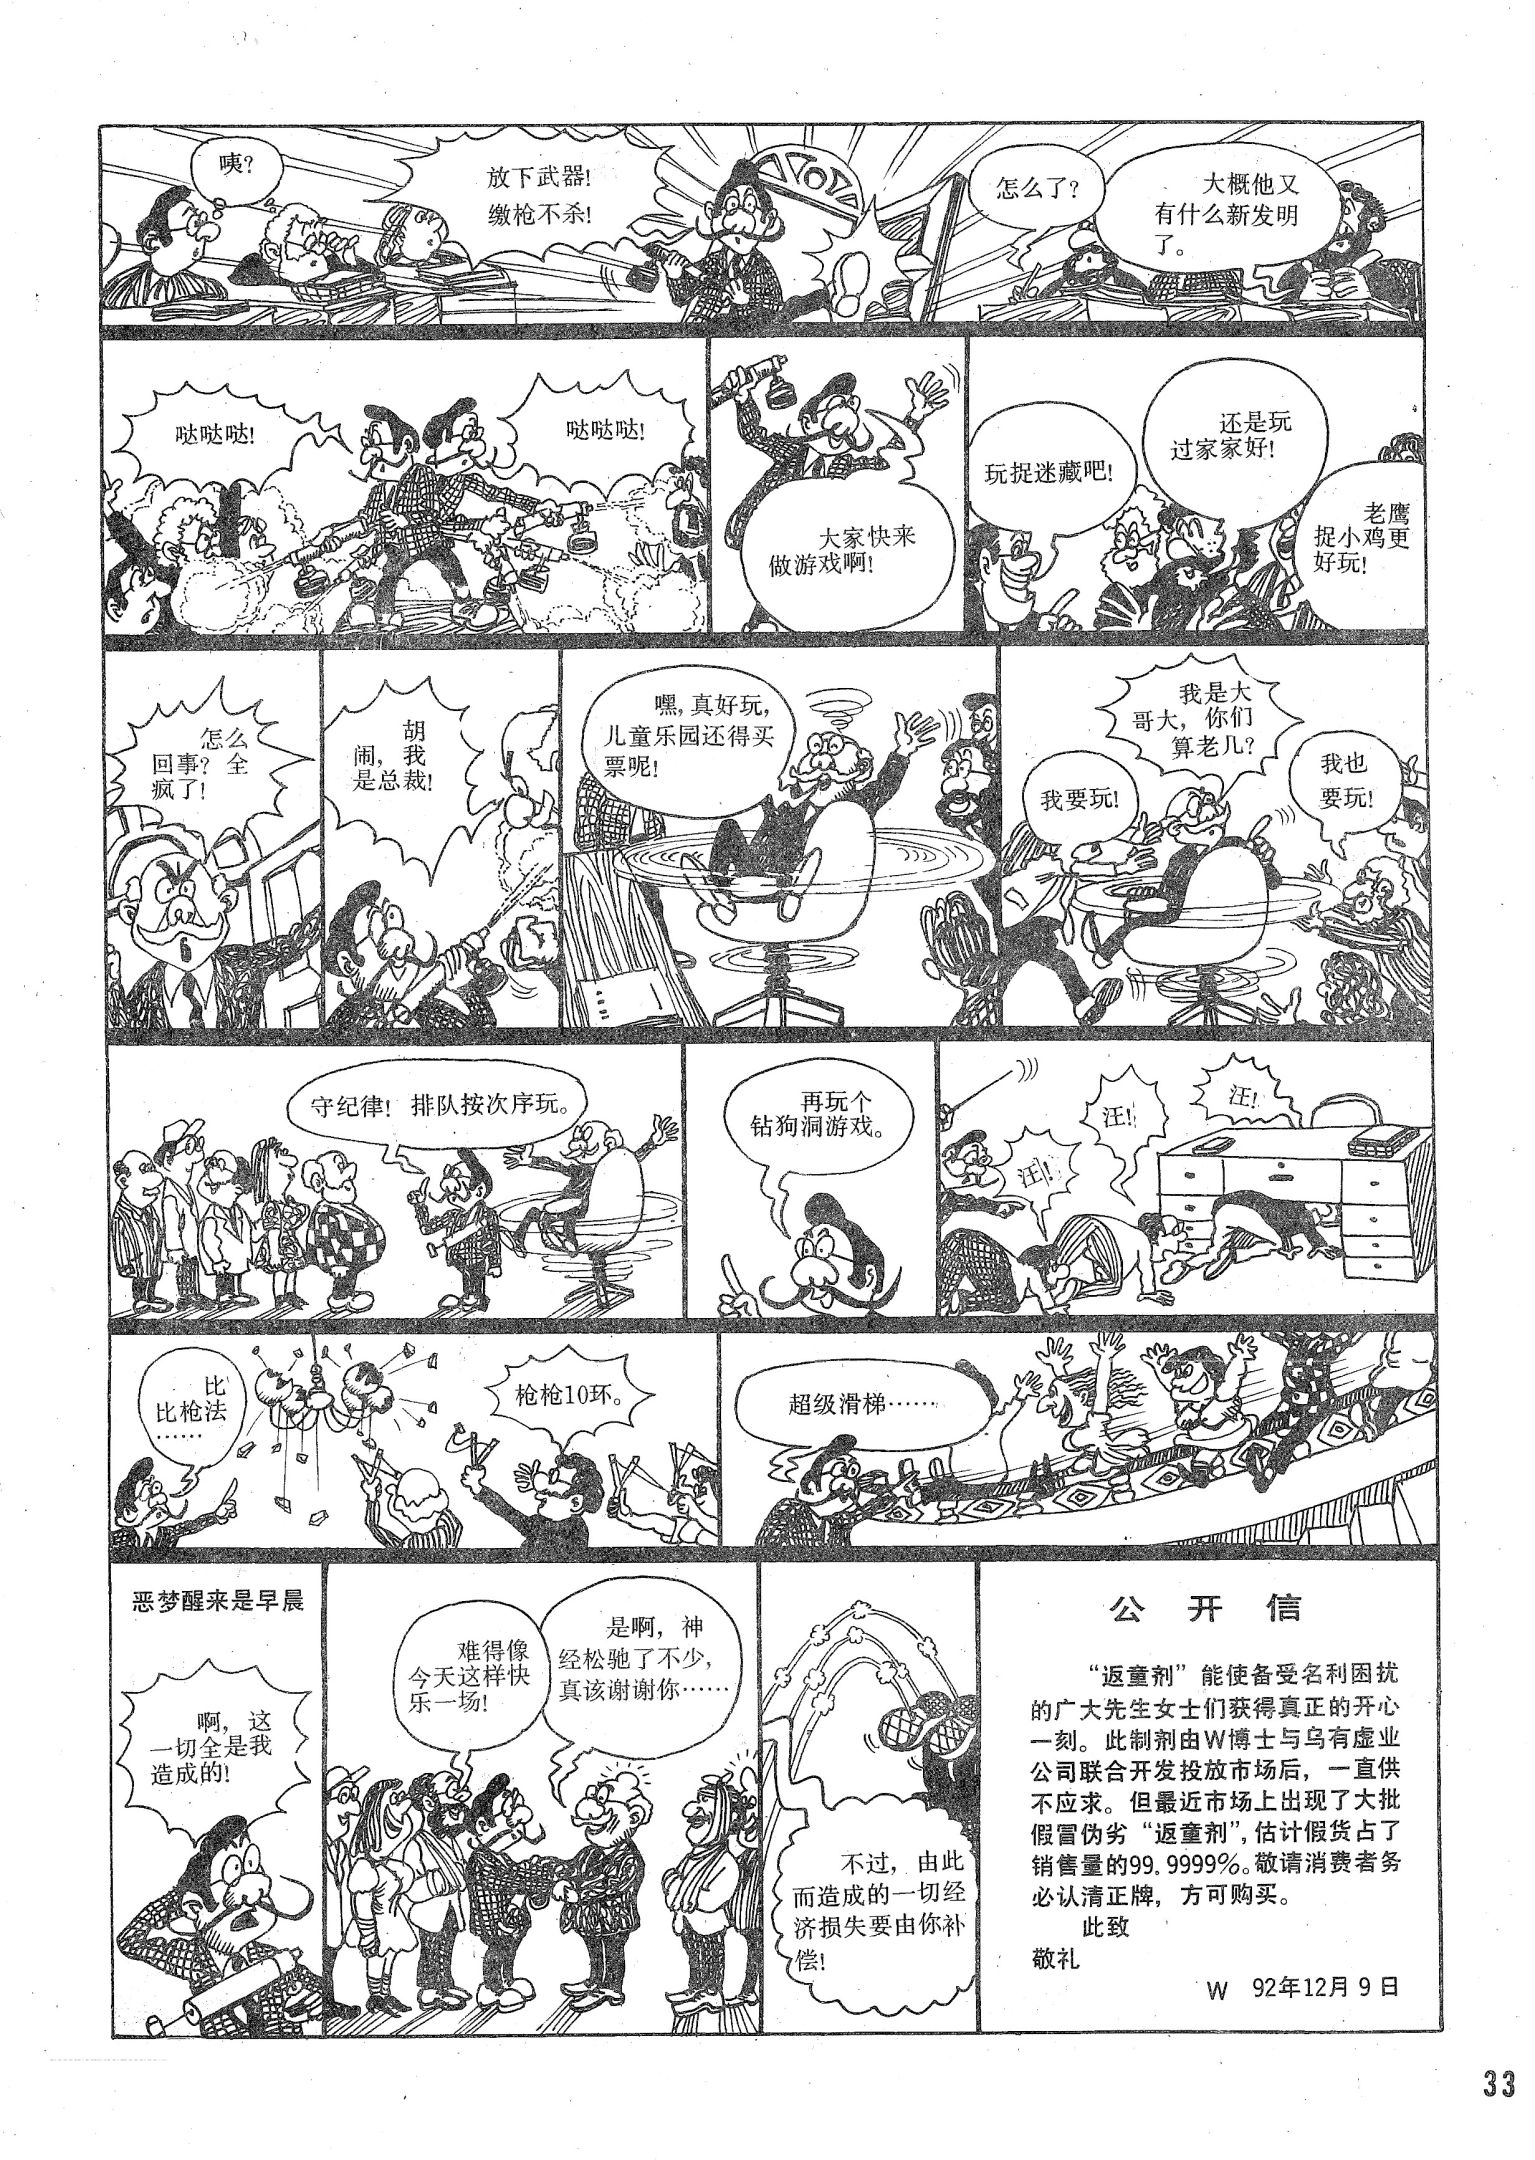 咦？
放下武器！
缴枪不杀！
怎么了？
大概他又
有什么新发明
了。
哒哒哒！
哒哒哒！
大家快来
做游戏啊！
玩捉迷藏吧！
还是玩
过家家好！
老鹰
捉小鸡更
好玩！
怎么
回事？全
疯了！
胡
闹，我
是总裁！
嘿，真好玩，
儿童乐园还得买
票呢！
我要玩！
我是大
哥大，你们
算老几？
我也
要玩！
守纪律！排队按次序玩。
再玩个
钻狗洞游戏。
汪！
汪！
汪！
比
比枪法
……
枪枪10环。
超级滑梯……
恶梦醒来是早晨
啊，这
一切全是我
造成的！
难得像
今天这样快
乐一场！
是啊，神
经松驰了不少，
真该谢谢你……
不过，由此
而造成的一切经
济损失要由你补
偿！
公开信
“返童剂”能使备受名利困扰
的广大先生女士们获得真正的开心
一刻。此制剂由W博士与乌有虚业
公司联合开发投放市场后，一直供
不应求。但最近市场上出现了大批
假冒伪劣“返童剂”，估计假货占了
销售量的99.9999%。敬请消费者务
必认清正牌，方可购买。
此致
敬礼
W 92年12月9日
33